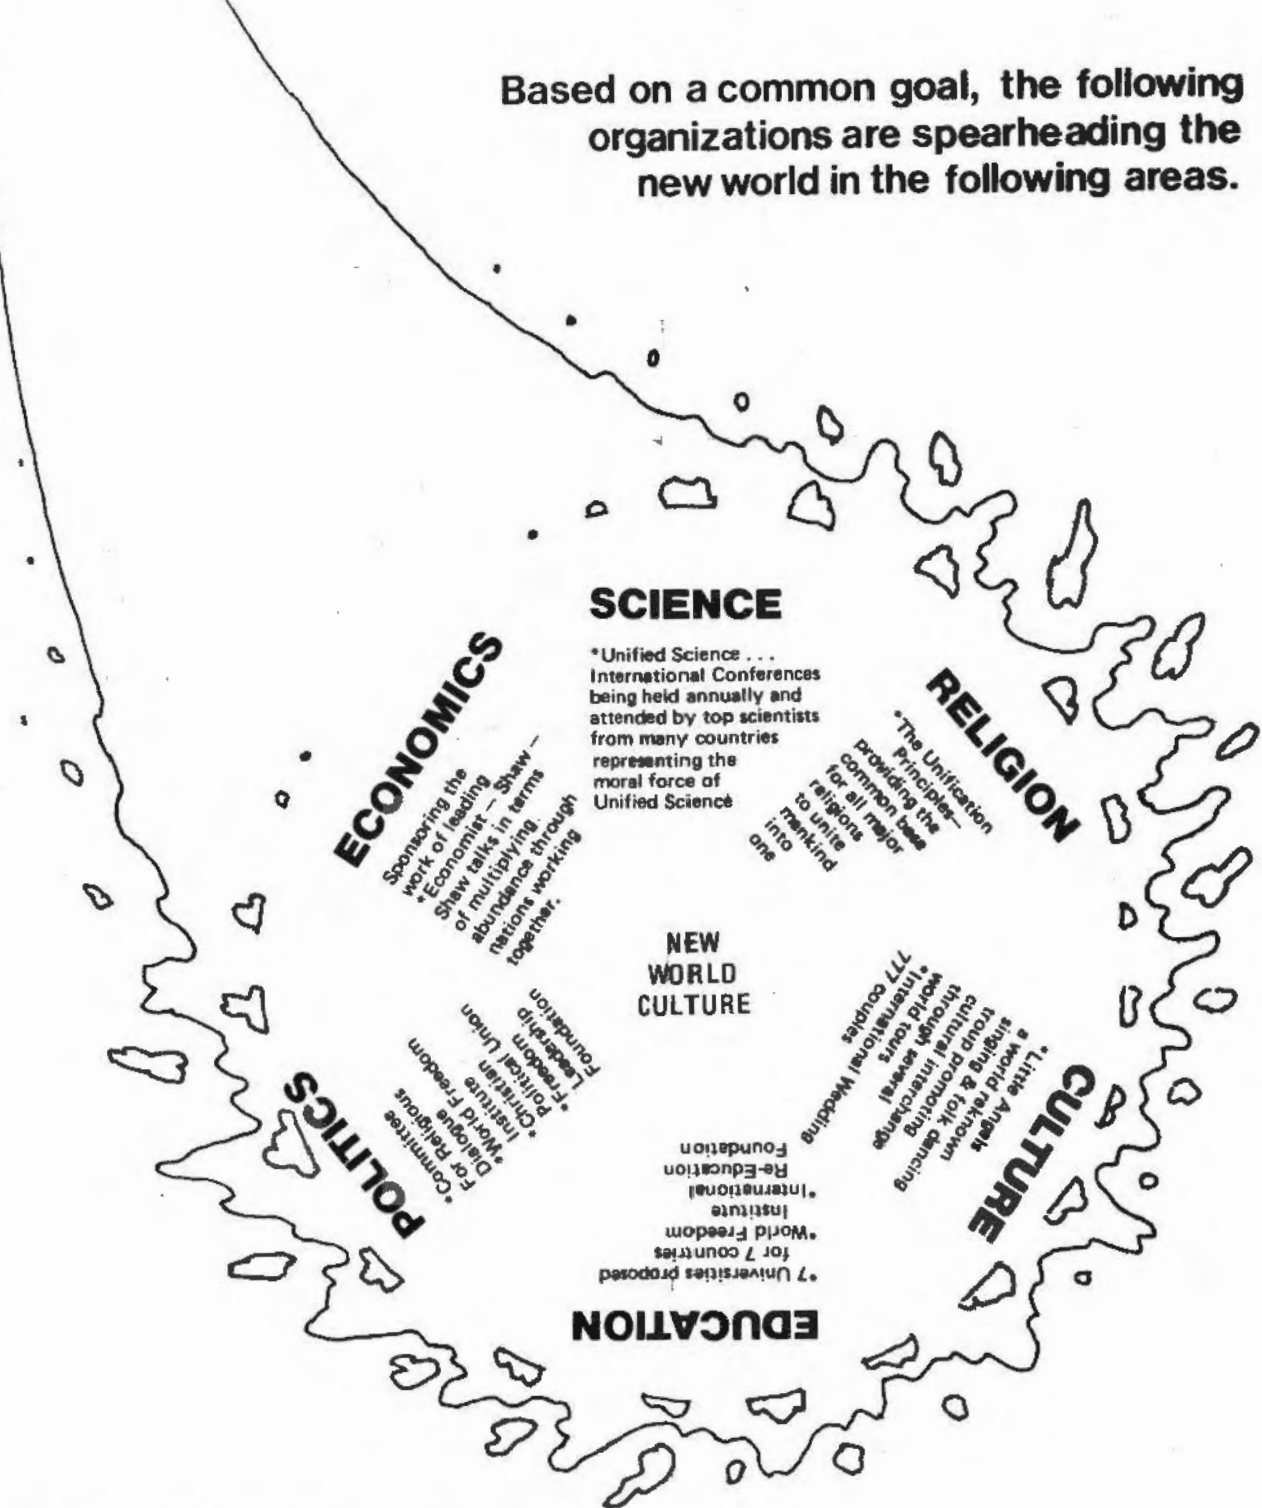 Based on a common goal, the following
organizations are spearheading the
new world in the following areas.
SCIENCE
*Unified Science . . .
International Conferences
being held annually and
attended by top scientists
from many countries
representing the
moral force of
Unified Science
RELIGION
*The Unification
Principles—
providing the
common base
for all major
religions
to unite
mankind
into
one
CULTURE
*Little Angels
a world reknown
singing & folk dancing
troup promoting
cultural interchange
through several
world tours
*International Wedding
777 couples
EDUCATION
*7 Universities proposed
for 7 countries
*World Freedom
Institute
*International
Re-Education
Foundation
POLITICS
*Committee
For Religious
Dialogue
*World Freedom
Institute
*Christian
Political Union
*Freedom
Leadership
Foundation
ECONOMICS
Sponsoring the
work of leading
*Economist — Shaw —
Shaw talks in terms
of multiplying
abundance through
nations working
together.
NEW
WORLD
CULTURE